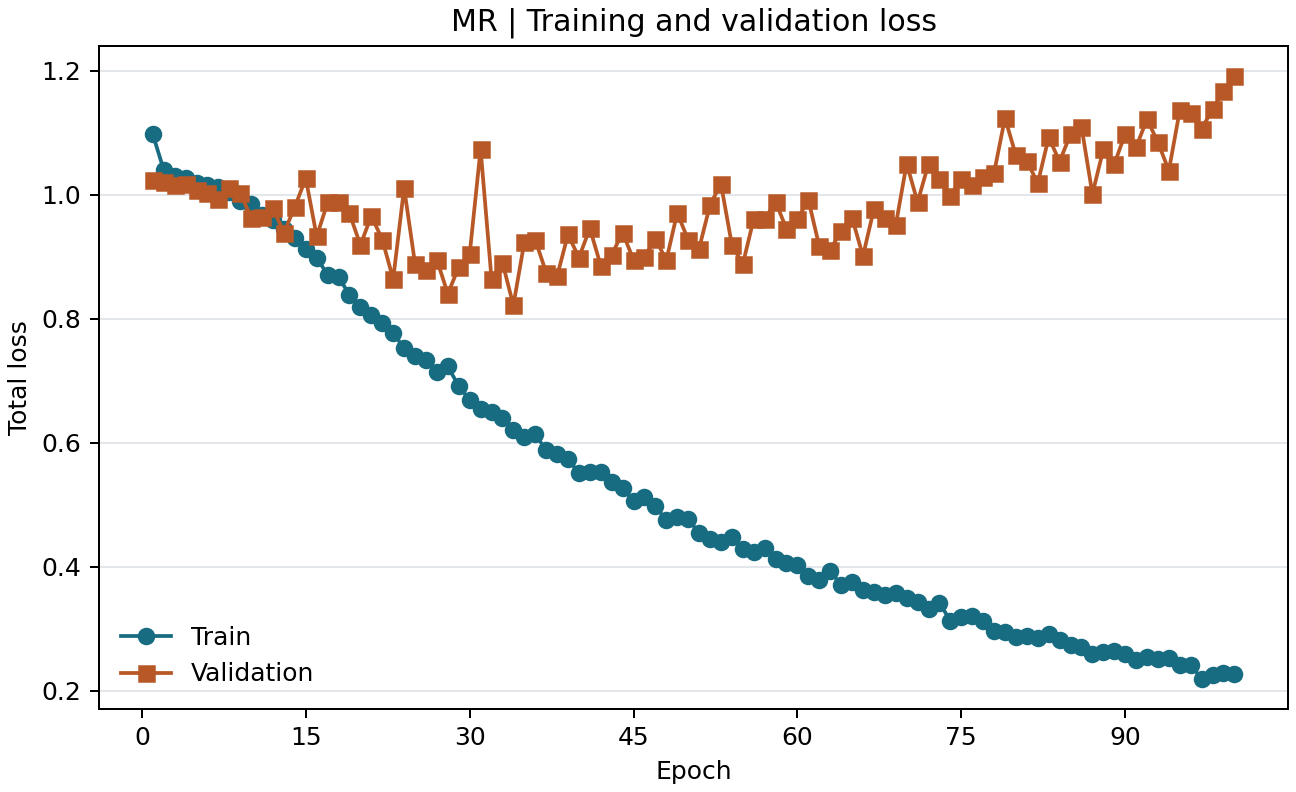 MR | Training and validation loss
Total loss
1.2
1.0
0.8
0.6
0.4
0.2
Train
Validation
0 15 30 45 60 75 90
Epoch